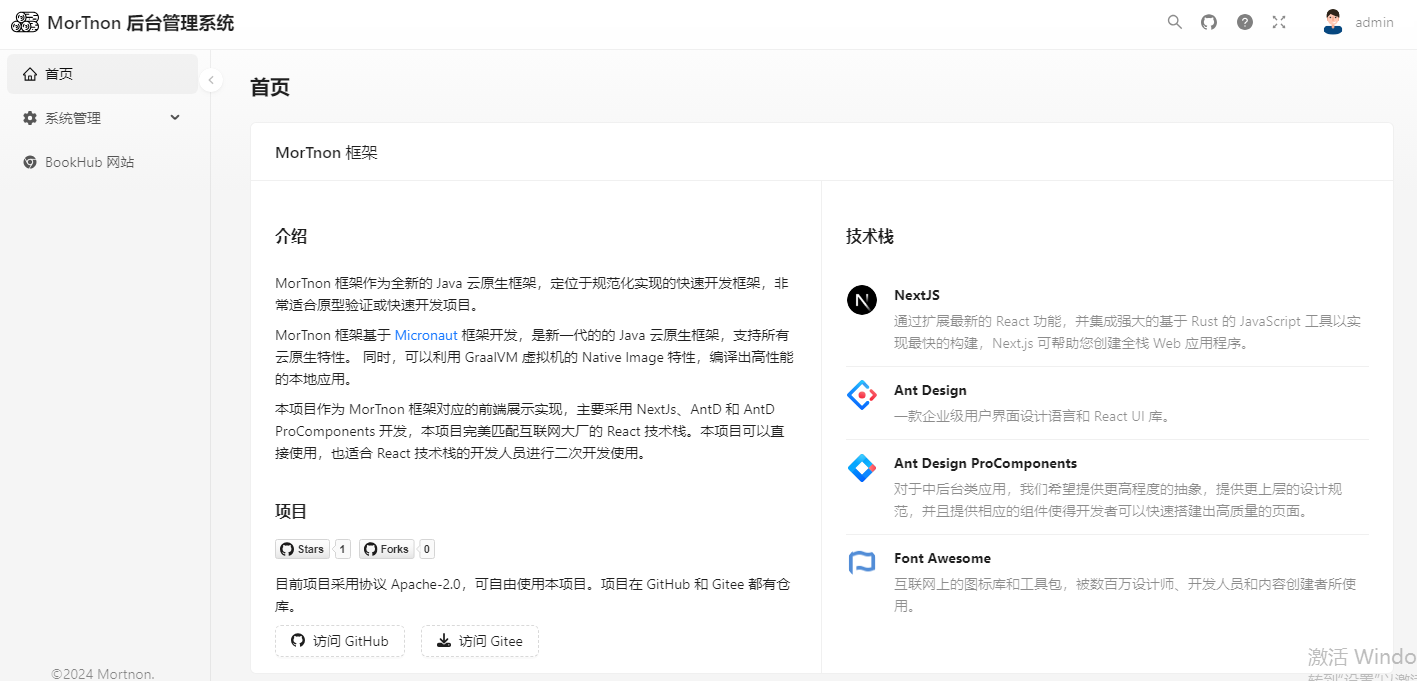 MorTnon 后台管理系统
admin
首页
系统管理
BookHub 网站
©2024 Mortnon.
首页
MorTnon 框架
介绍
MorTnon 框架作为全新的 Java 云原生框架，定位于规范化实现的快速开发框架，非
常适合原型验证或快速开发项目。
MorTnon 框架基于 Micronaut 框架开发，是新一代的的 Java 云原生框架，支持所有
云原生特性。 同时，可以利用 GraalVM 虚拟机的 Native Image 特性，编译出高性能
的本地应用。
本项目作为 MorTnon 框架对应的前端展示实现，主要采用 NextJs、AntD 和 AntD
ProComponents 开发，本项目完美匹配互联网大厂的 React 技术栈。本项目可以直
接使用，也适合 React 技术栈的开发人员进行二次开发使用。
项目
Stars 1 Forks 0
目前项目采用协议 Apache-2.0，可自由使用本项目。项目在 GitHub 和 Gitee 都有仓
库。
访问 GitHub 访问 Gitee
技术栈
NextJS
通过扩展最新的 React 功能，并集成强大的基于 Rust 的 JavaScript 工具以实
现最快的构建，Next.js 可帮助您创建全栈 Web 应用程序。
Ant Design
一款企业级用户界面设计语言和 React UI 库。
Ant Design ProComponents
对于中后台类应用，我们希望提供更高程度的抽象，提供更上层的设计规
范，并且提供相应的组件使得开发者可以快速搭建出高质量的页面。
Font Awesome
互联网上的图标库和工具包，被数百万设计师、开发人员和内容创建者所使
用。
激活 Windo
转到"设置"以激活